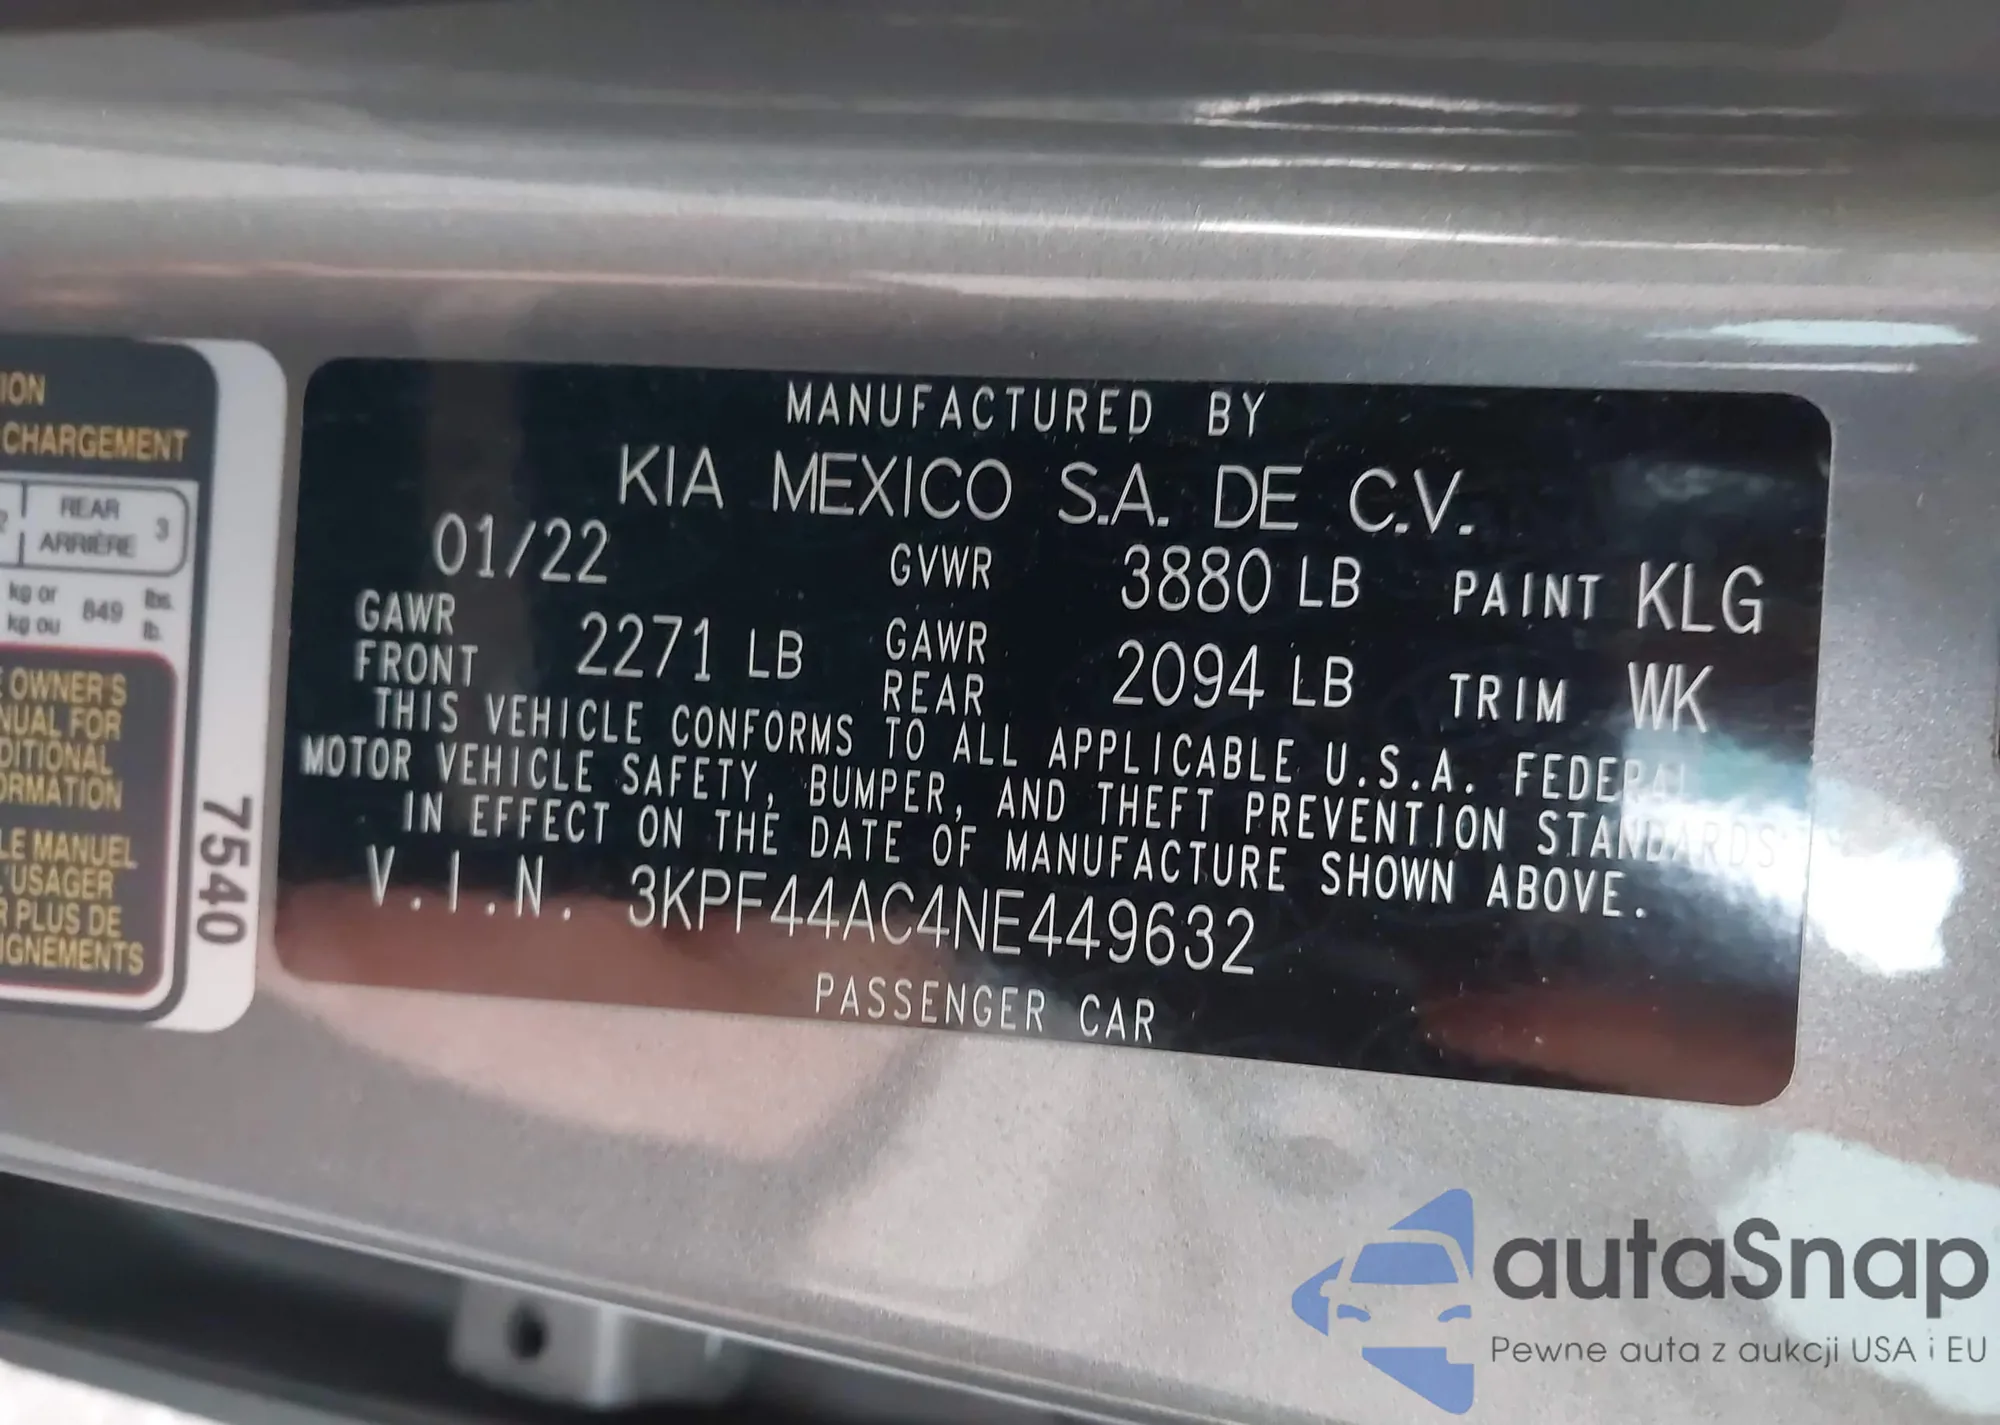 ION
CHARGEMENT
2 REAR 3
ARRIÈRE
kg or 849 lbs.
kg ou lb.
OWNER'S
NUAL FOR
DITIONAL
ORMATION
LE MANUEL
L'USAGER
R PLUS DE
IGNEMENTS
7540
MANUFACTURED BY
KIA MEXICO S.A. DE C.V.
01/22 GVWR 3880 LB PAINT KLG
GAWR FRONT 2271 LB GAWR REAR 2094 LB TRIM WK
THIS VEHICLE CONFORMS TO ALL APPLICABLE U.S.A. FEDERAL
MOTOR VEHICLE SAFETY, BUMPER, AND THEFT PREVENTION STANDARDS
IN EFFECT ON THE DATE OF MANUFACTURE SHOWN ABOVE.
V.I.N. 3KPF44AC4NE449632
PASSENGER CAR
autaSnap
Pewne auta z aukcji USA i EU